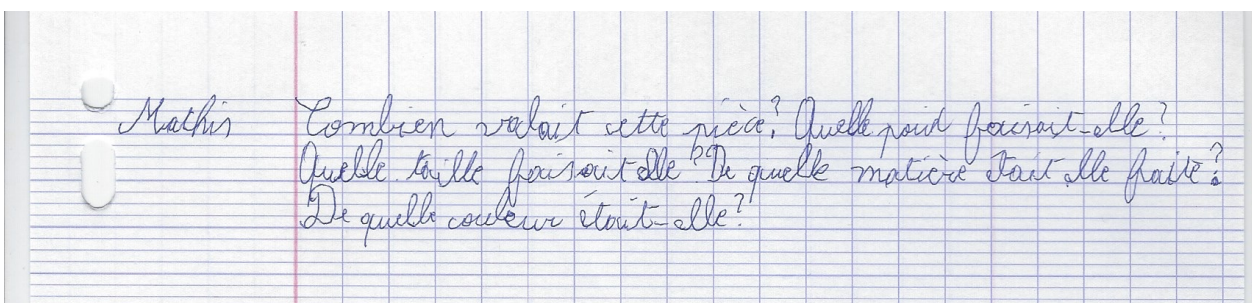 Mathis Combien valait cette pièce? Quelle poid faisait-elle?
Quelle taille faisait elle? De quelle matière était elle faite?
De quelle couleur était-elle?